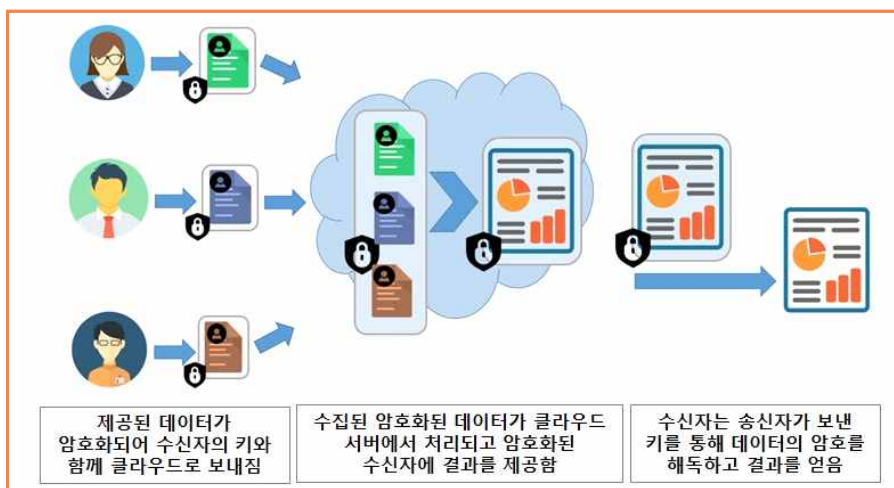 제공된 데이터가
암호화되어 수신자의 키와
함께 클라우드로 보내짐
수집된 암호화된 데이터가 클라우드
서버에서 처리되고 암호화된
수신자에 결과를 제공함
수신자는 송신자가 보낸
키를 통해 데이터의 암호를
해독하고 결과를 얻음